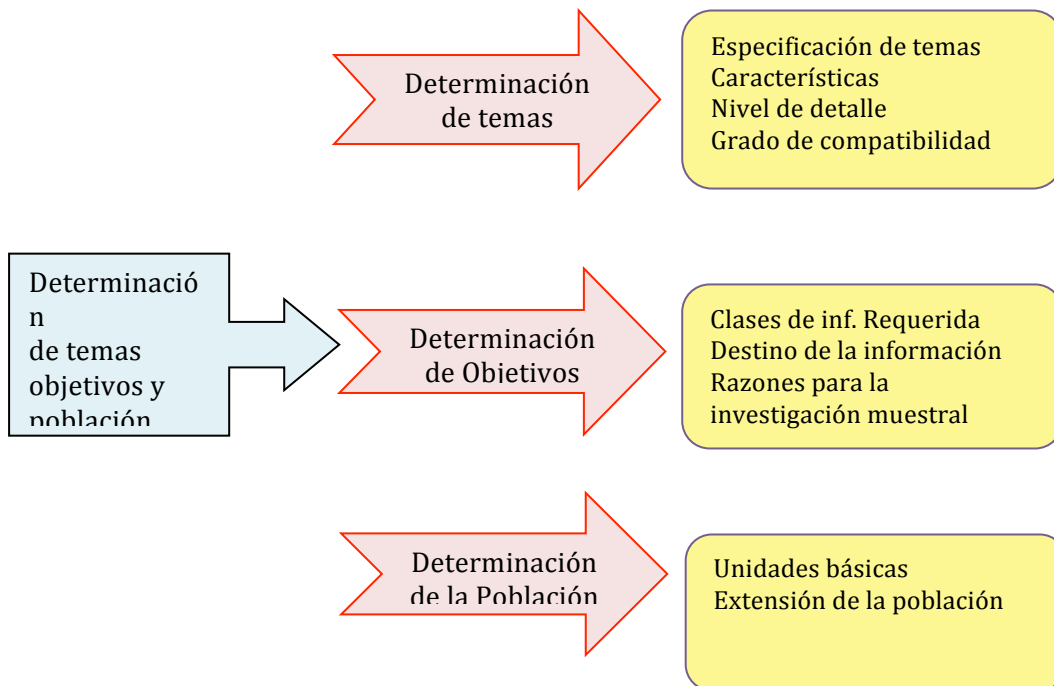 Determinación
de temas
Especificación de temas
Características
Nivel de detalle
Grado de compatibilidad
Determinació
n
de temas
objetivos y
población
Determinación
de Objetivos
Clases de inf. Requerida
Destino de la información
Razones para la
investigación muestral
Determinación
de la Población
Unidades básicas
Extensión de la población